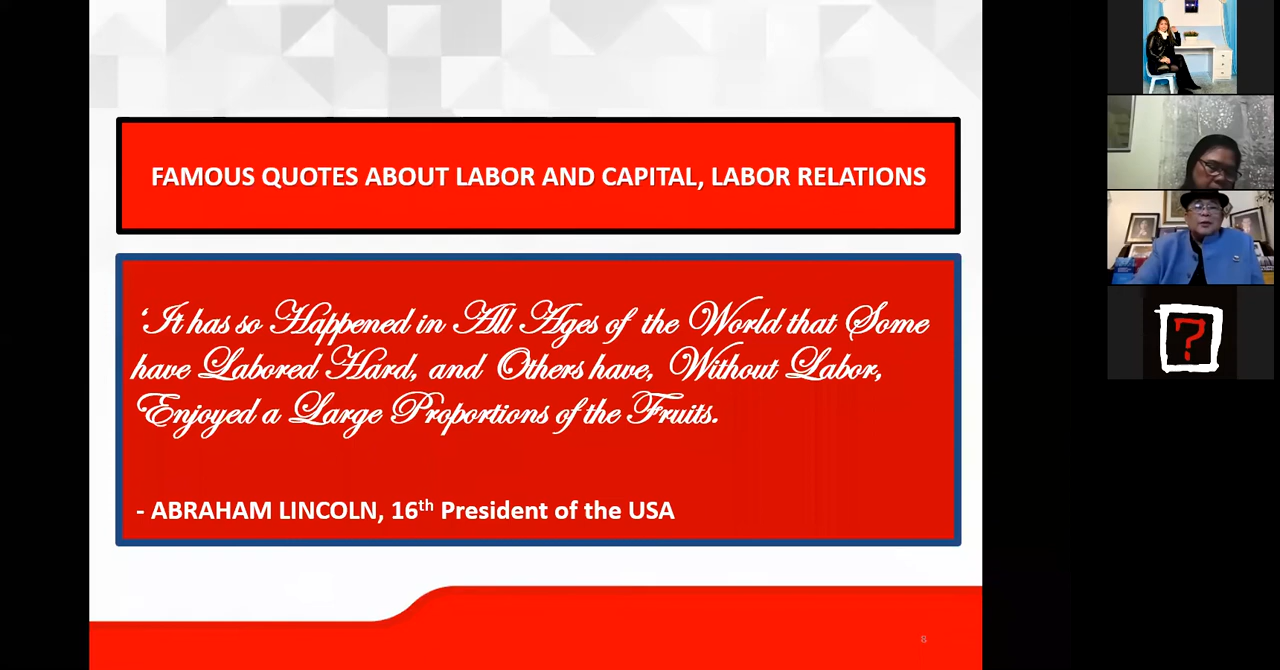 FAMOUS QUOTES ABOUT LABOR AND CAPITAL, LABOR RELATIONS
‘It has so Happened in All Ages of the World that Some
have Labored Hard, and Others have, Without Labor,
Enjoyed a Large Proportions of the Fruits.
- ABRAHAM LINCOLN, 16th President of the USA
8
?